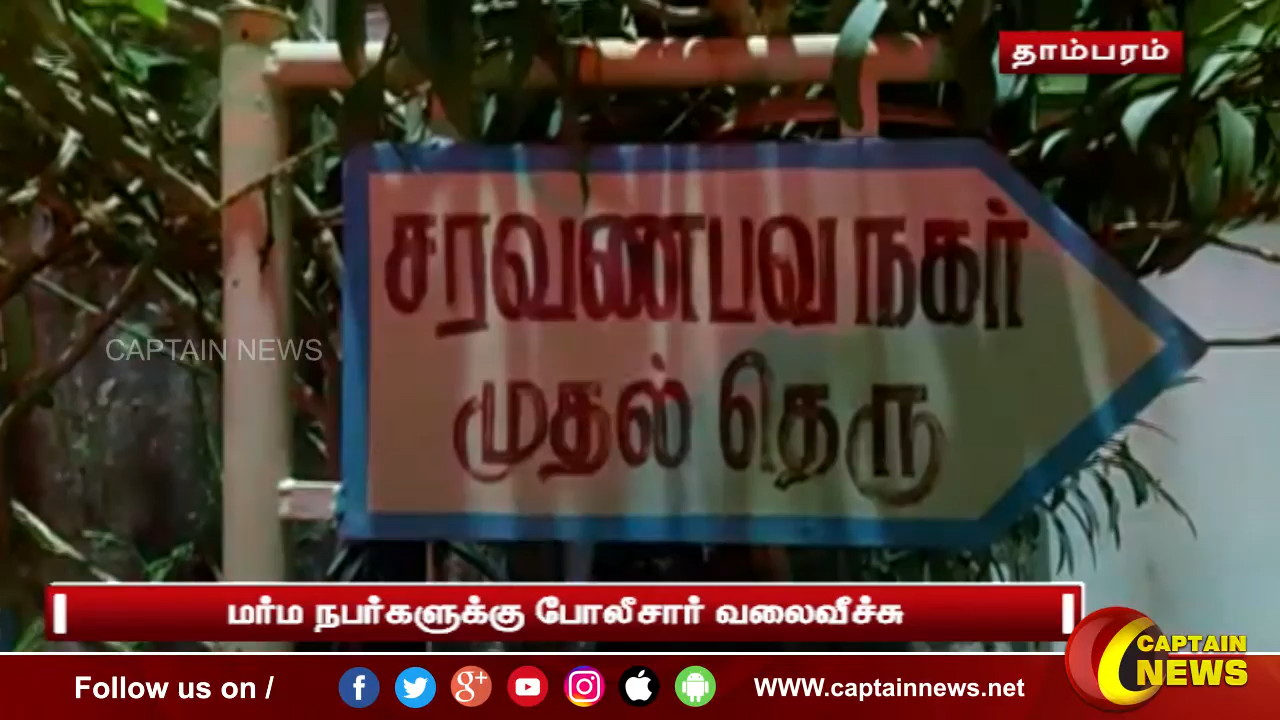 தாம்பரம்
சரவணபவ நகர்
CAPTAIN NEWS
முதல் தெரு
மர்ம நபர்களுக்கு போலீசார் வலைவீச்சு
CAPTAIN
NEWS
Follow us on /
WWW.captainnews.net